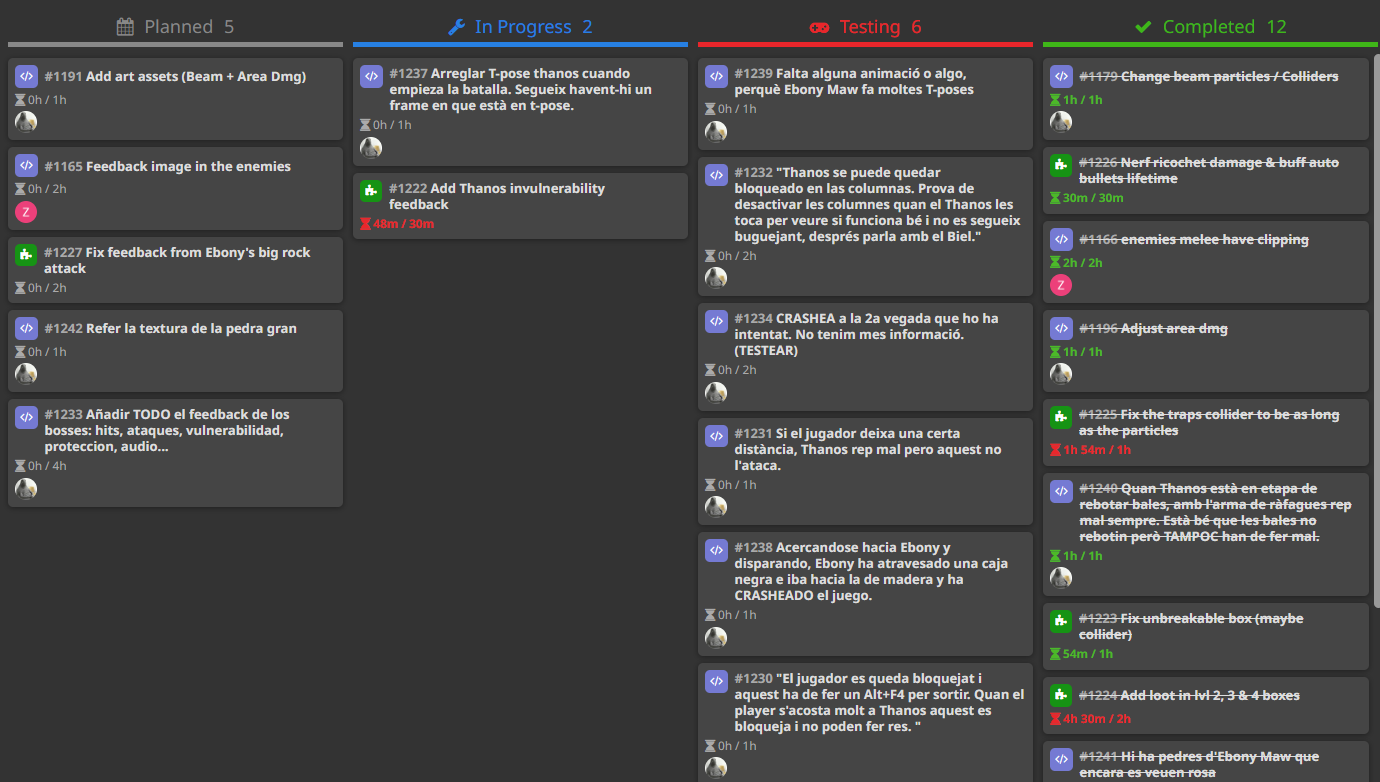 Planned 5
#1191 Add art assets (Beam + Area Dmg)
0h / 1h
#1165 Feedback image in the enemies
0h / 2h
Z
#1227 Fix feedback from Ebony's big rock
attack
0h / 2h
#1242 Refer la textura de la pedra gran
0h / 1h
#1233 Añadir TODO el feedback de los
bosses: hits, ataques, vulnerabilidad,
proteccion, audio...
0h / 4h
In Progress 2
#1237 Arreglar T-pose thanos cuando
empieza la batalla. Segueix havent-hi un
frame en que està en t-pose.
0h / 1h
#1222 Add Thanos invulnerability
feedback
48m / 30m
Testing 6
#1239 Falta alguna animació o algo,
perquè Ebony Maw fa moltes T-poses
0h / 1h
#1232 "Thanos se puede quedar
bloqueado en las columnas. Prova de
desactivar les columnes quan el Thanos les
toca per veure si funciona bé i no es segueix
buguejant, després parla amb el Biel."
0h / 2h
#1234 CRASHEA a la 2a vegada que ho ha
intentat. No tenim mes informació.
(TESTEAR)
0h / 2h
#1231 Si el jugador deixa una certa
distància, Thanos rep mal pero aquest no
l'ataca.
0h / 1h
#1238 Acercandose hacia Ebony y
disparando, Ebony ha atravesado una caja
negra e iba hacia la de madera y ha
CRASHEADO el juego.
0h / 1h
#1230 "El jugador es queda bloquejat i
aquest ha de fer un Alt+F4 per sortir. Quan el
player s'acosta molt a Thanos aquest es
bloqueja i no poden fer res. "
0h / 1h
Completed 12
#1179 Change beam particles / Colliders
1h / 1h
#1226 Nerf ricochet damage & buff auto
bullets lifetime
30m / 30m
#1166 enemies melee have clipping
2h / 2h
Z
#1196 Adjust area dmg
1h / 1h
#1225 Fix the traps collider to be as long
as the particles
1h 54m / 1h
#1240 Quan Thanos està en etapa de
rebotar bales, amb l'arma de ràfagues rep
mal sempre. Està bé que les bales no
rebotin però TAMPOC han de fer mal.
1h / 1h
#1223 Fix unbreakable box (maybe
collider)
54m / 1h
#1224 Add loot in lvl 2, 3 & 4 boxes
4h 30m / 2h
#1241 Hi ha pedres d'Ebony Maw que
encara es veuen rosa